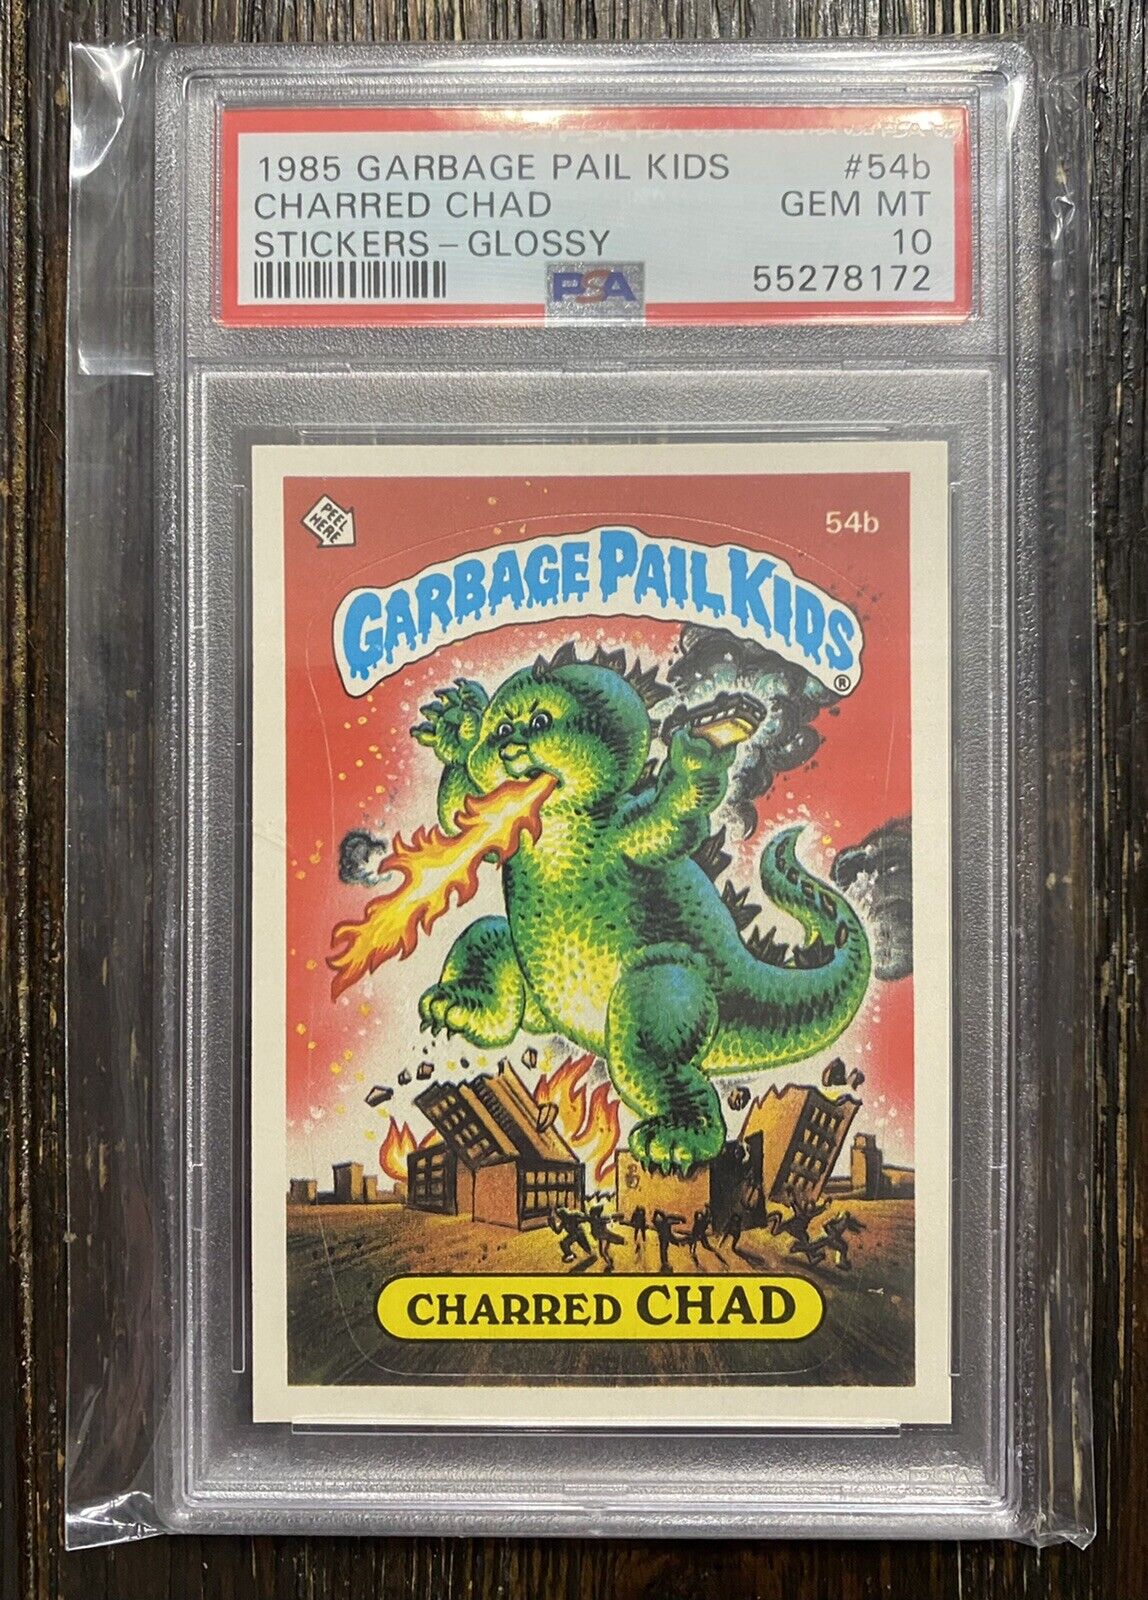 1985 GARBAGE PAIL KIDS #54b
CHARRED CHAD GEM MT
STICKERS – GLOSSY 10
PSA 55278172
PEEL HERE
54b
GARBAGE PAIL KIDS ®
CHARRED CHAD